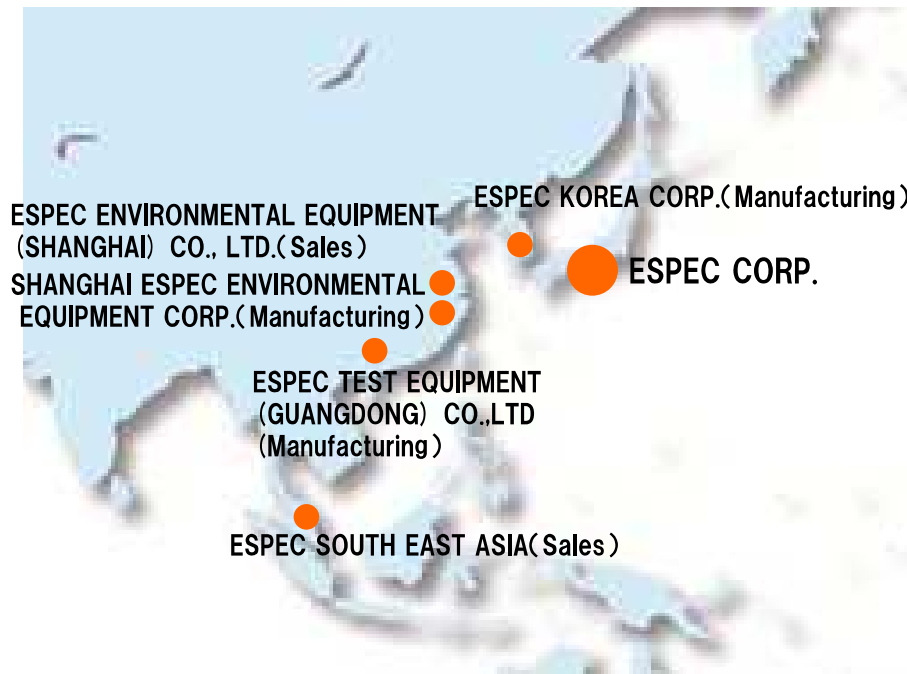 ESPEC KOREA CORP.(Manufacturing)
ESPEC ENVIRONMENTAL EQUIPMENT
(SHANGHAI) CO., LTD.(Sales)
ESPEC CORP.
SHANGHAI ESPEC ENVIRONMENTAL
EQUIPMENT CORP.(Manufacturing)
ESPEC TEST EQUIPMENT
(GUANGDONG) CO.,LTD
(Manufacturing)
ESPEC SOUTH EAST ASIA(Sales)